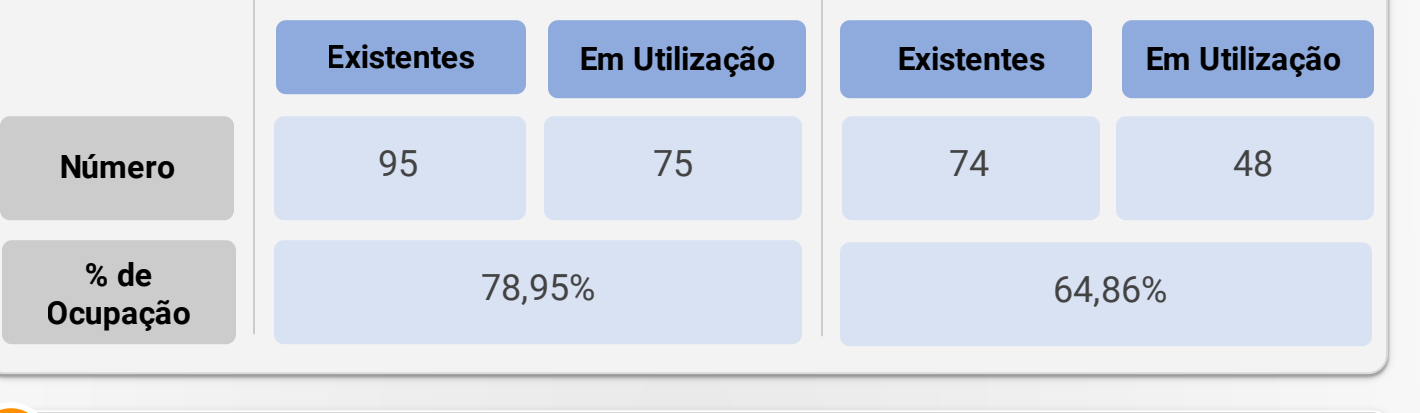 Existentes Em Utilização Existentes Em Utilização
Número 95 75 74 48
% de
Ocupação 78,95% 64,86%